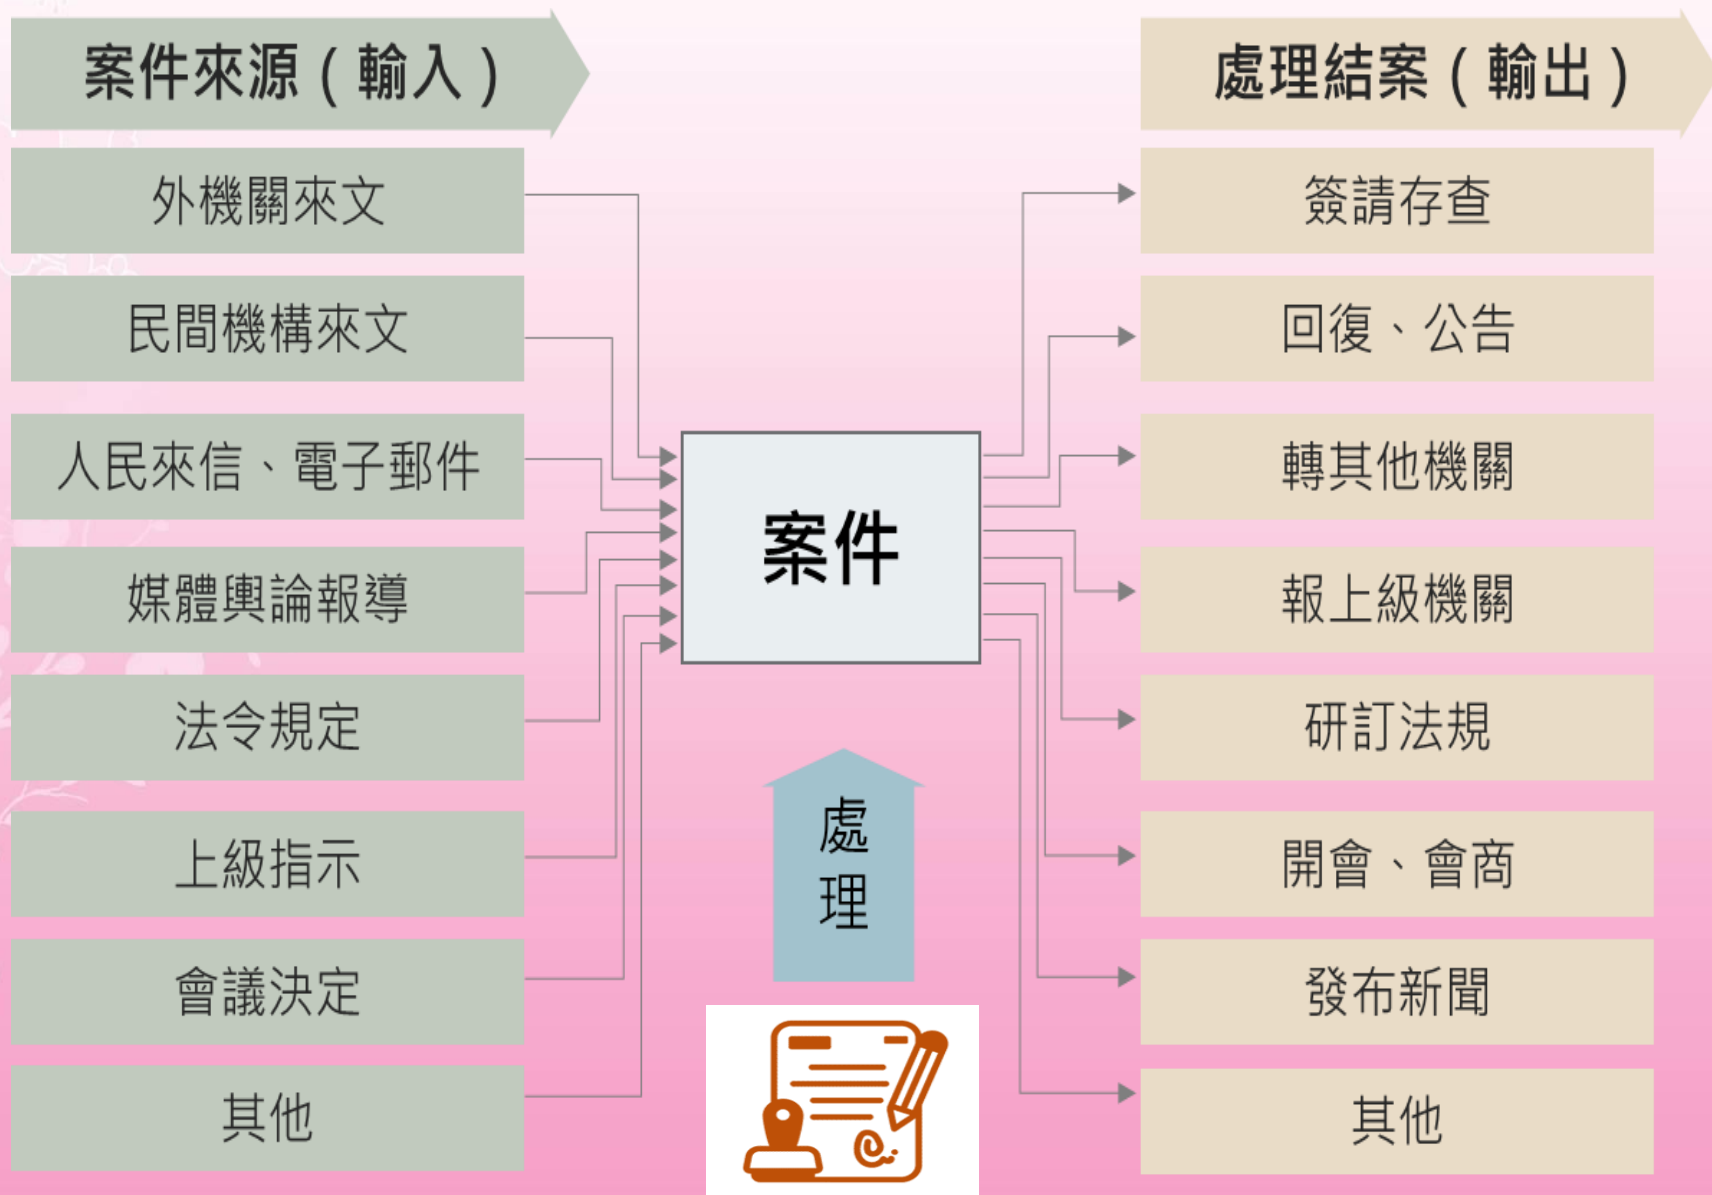 案件來源(輸入)
外機關來文
民間機構來文
人民來信、電子郵件
媒體輿論報導
法令規定
上級指示
會議決定
其他
案件
處
理
處理結案(輸出)
簽請存查
回復、公告
轉其他機關
報上級機關
研訂法規
開會、會商
發布新聞
其他